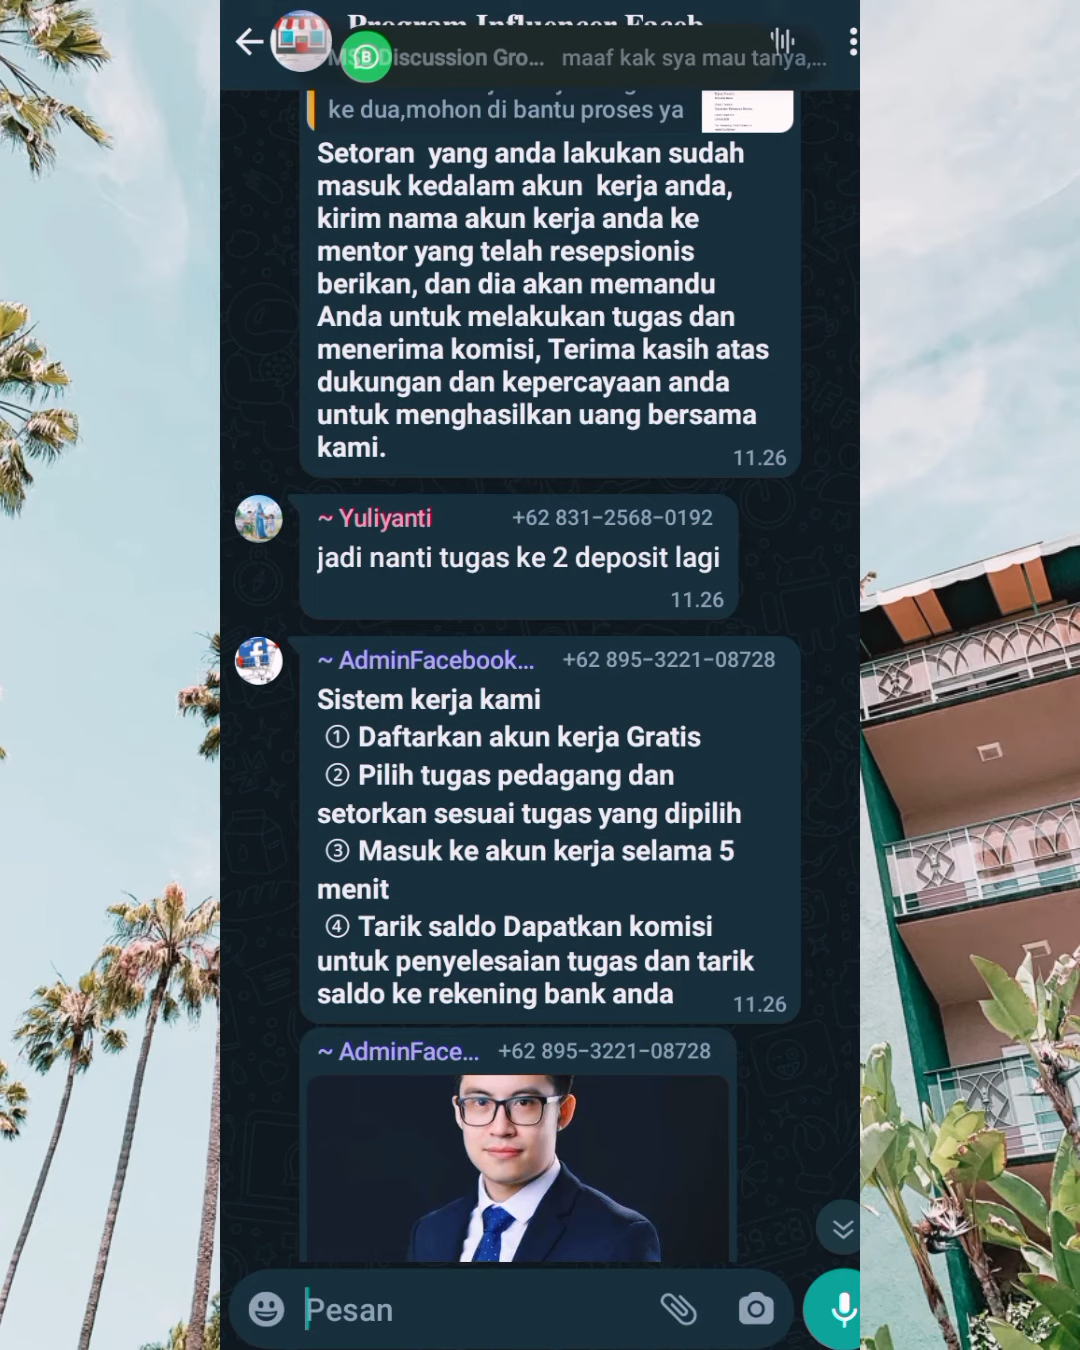 Program Influencer Faceb
Discussion Gro... maaf kak sya mau tanya,...
ke dua,mohon di bantu proses ya
Setoran yang anda lakukan sudah
masuk kedalam akun kerja anda,
kirim nama akun kerja anda ke
mentor yang telah resepsionis
berikan, dan dia akan memandu
Anda untuk melakukan tugas dan
menerima komisi, Terima kasih atas
dukungan dan kepercayaan anda
untuk menghasilkan uang bersama
kami.
11.26
~ Yuliyanti +62 831-2568-0192
jadi nanti tugas ke 2 deposit lagi
11.26
~ AdminFacebook... +62 895-3221-08728
Sistem kerja kami
① Daftarkan akun kerja Gratis
② Pilih tugas pedagang dan
setorkan sesuai tugas yang dipilih
③ Masuk ke akun kerja selama 5
menit
④ Tarik saldo Dapatkan komisi
untuk penyelesaian tugas dan tarik
saldo ke rekening bank anda
11.26
~ AdminFace... +62 895-3221-08728
Pesan